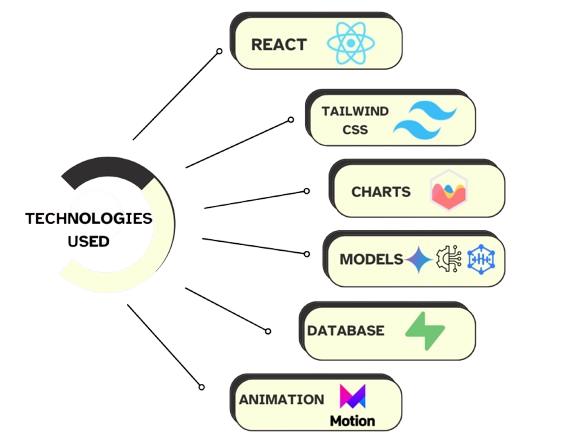 REACT
TAILWIND
CSS
CHARTS
TECHNOLOGIES
USED
MODELS
DATABASE
ANIMATION
Motion